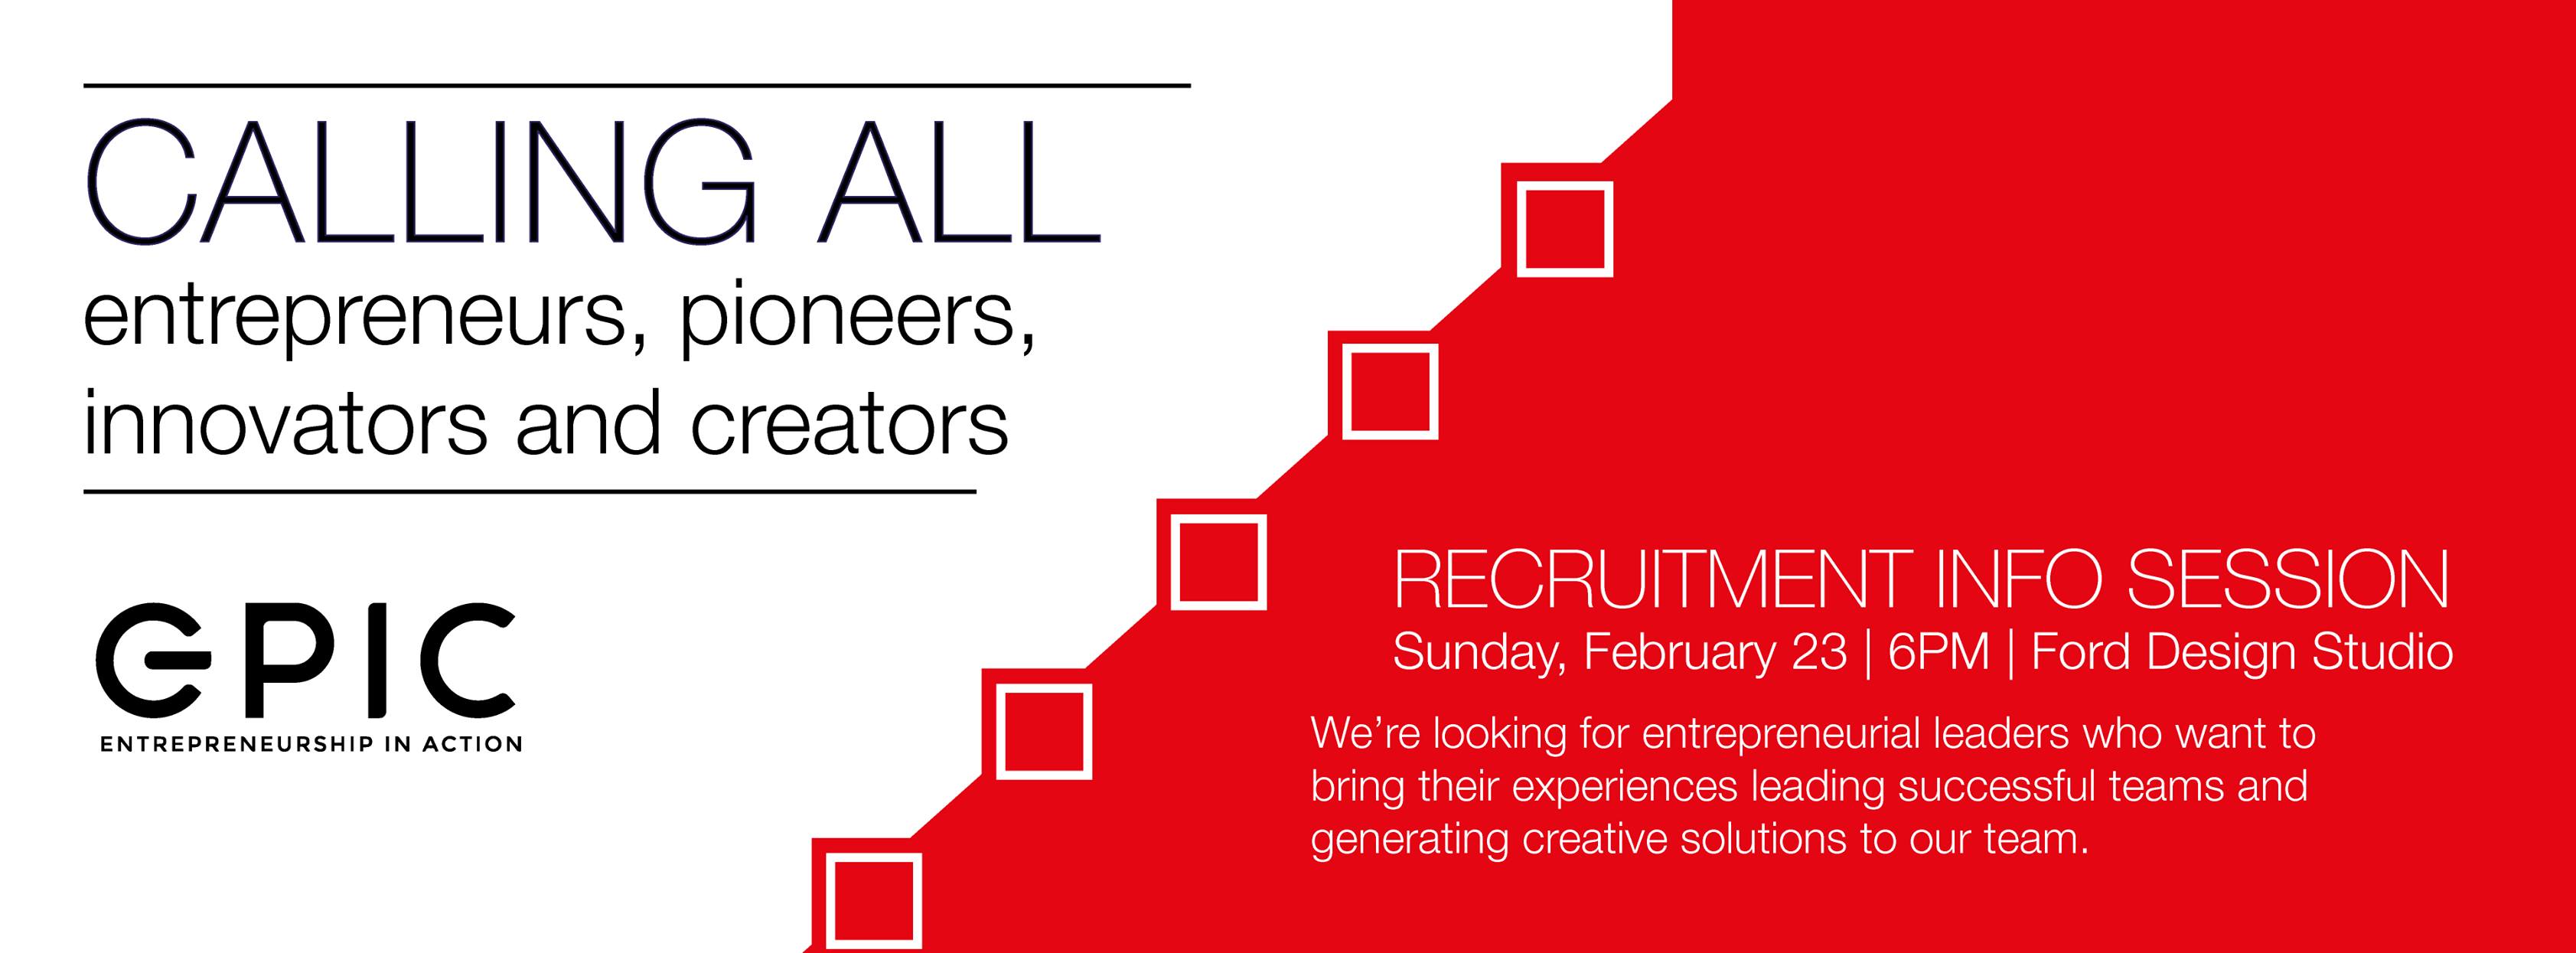 CALLING ALL
entrepreneurs, pioneers,
innovators and creators
EPIC
ENTREPRENEURSHIP IN ACTION
RECRUITMENT INFO SESSION
Sunday, February 23 | 6PM | Ford Design Studio
We’re looking for entrepreneurial leaders who want to
bring their experiences leading successful teams and
generating creative solutions to our team.